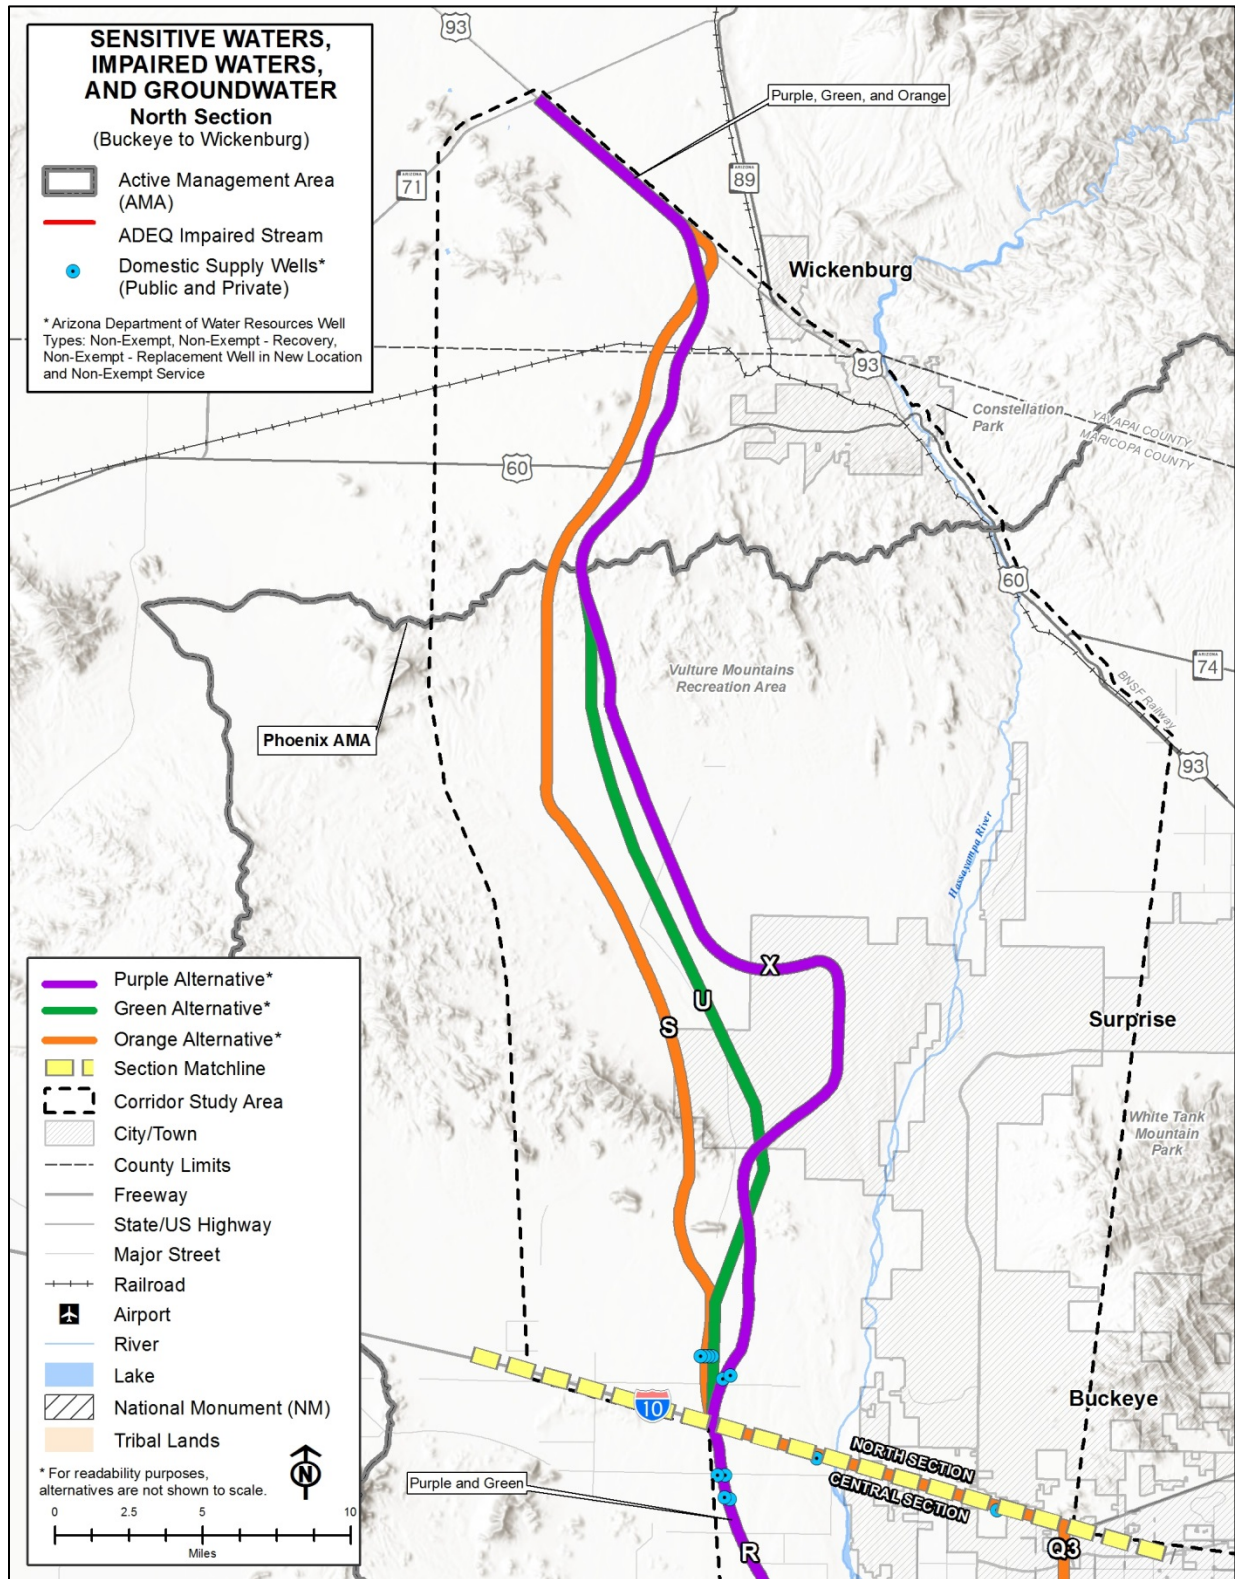 SENSITIVE WATERS,
IMPAIRED WATERS,
AND GROUNDWATER
North Section
(Buckeye to Wickenburg)
Active Management Area
(AMA)
ADEQ Impaired Stream
Domestic Supply Wells*
(Public and Private)
* Arizona Department of Water Resources Well
Types: Non-Exempt, Non-Exempt - Recovery,
Non-Exempt - Replacement Well in New Location
and Non-Exempt Service
93
Purple, Green, and Orange
ARIZONA
71
ARIZONA
89
Wickenburg
93
Constellation
Park
YAVAPAI COUNTY
MARICOPA COUNTY
60
60
ARIZONA
74
BNSF Railway
93
Vulture Mountains
Recreation Area
Phoenix AMA
Hassayampa River
X
U
S
Surprise
White Tank
Mountain
Park
Buckeye
10
NORTH SECTION
CENTRAL SECTION
Purple and Green
R
Q3
Purple Alternative*
Green Alternative*
Orange Alternative*
Section Matchline
Corridor Study Area
City/Town
County Limits
Freeway
State/US Highway
Major Street
Railroad
Airport
River
Lake
National Monument (NM)
Tribal Lands
* For readability purposes,
alternatives are not shown to scale.
N
0 5 10
Miles